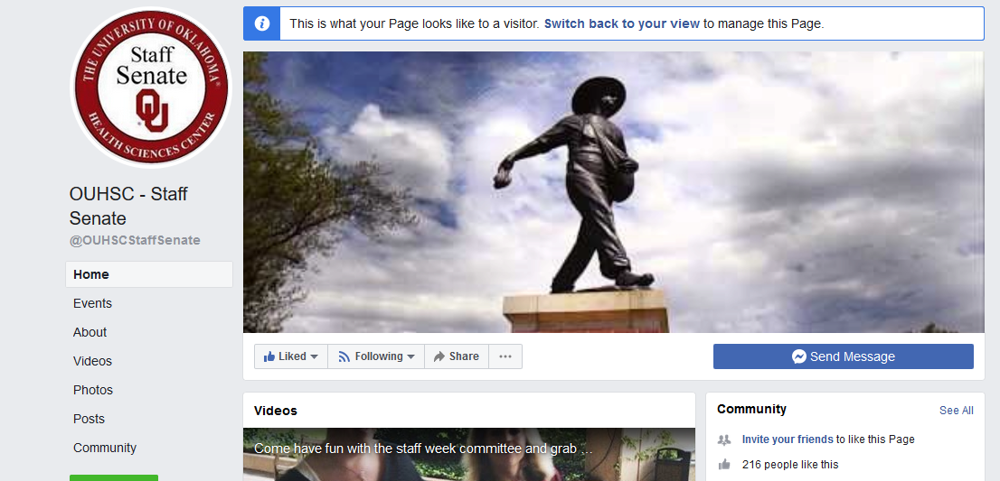 THE UNIVERSITY OF OKLAHOMA®
Staff
Senate
OU
HEALTH SCIENCES CENTER
This is what your Page looks like to a visitor. Switch back to your view to manage this Page.
OUHSC - Staff
Senate
@OUHSCStaffSenate
Home
Events
About
Videos
Photos
Posts
Community
Liked
Following
Share
...
Send Message
Videos
Come have fun with the staff week committee and grab ...
Community
See All
Invite your friends to like this Page
216 people like this